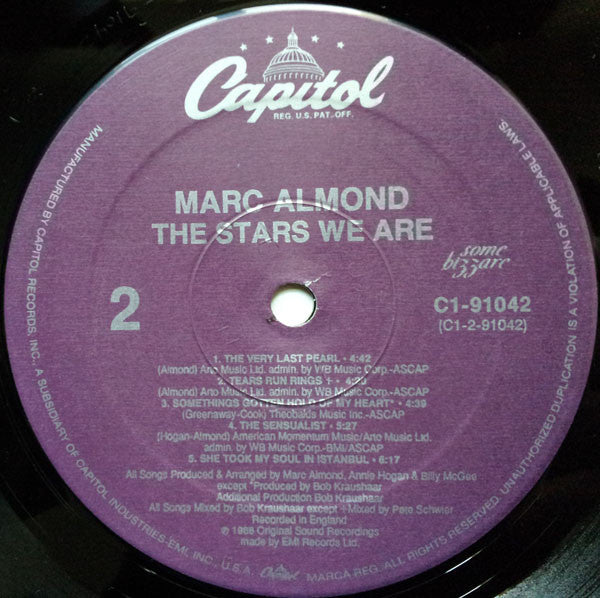 Capitol
REG. U.S. PAT. OFF.
MARC ALMOND
THE STARS WE ARE
some
bizzare
2
C1-91042
(C1-2-91042)
1. THE VERY LAST PEARL • 4:42
(Almond) Arto Music Ltd. admin. by WB Music Corp.-ASCAP
2. TEARS RUN RINGS + •
(Almond) Arto Music Ltd. admin. by WB Music Corp.-ASCAP
3. SOMETHINGS GOTTEN HOLD OF MY HEART* • 4:39
(Greenaway-Cook) Theobalds Music Inc.-ASCAP
4. THE SENSUALIST • 5:27
(Hogan-Almond) American Momentum Music/Arto Music Ltd.
admin. by WB Music Corp.-BMI/ASCAP
5. SHE TOOK MY SOUL IN ISTANBUL • 6:17
All Songs Produced & Arranged by Marc Almond, Annie Hogan & Billy McGee
except *Produced by Bob Kraushaar
Additional Production Bob Kraushaar
All Songs Mixed by Bob Kraushaar except +Mixed by Pete Schwier
Recorded in England
℗ 1988 Original Sound Recordings
made by EMI Records Ltd.
MANUFACTURED BY CAPITOL RECORDS, INC., A SUBSIDIARY OF CAPITOL INDUSTRIES-EMI, INC., U.S.A. Capitol MARCA REG. ALL RIGHTS RESERVED. UNAUTHORIZED DUPLICATION IS A VIOLATION OF APPLICABLE LAWS.